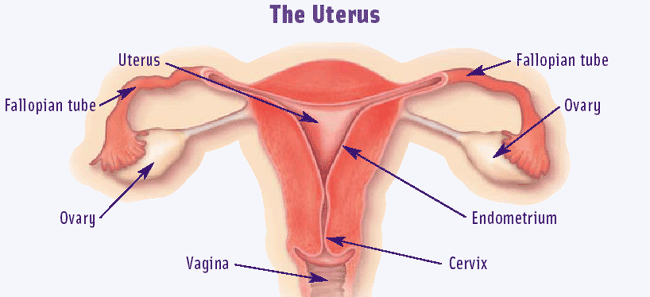 The Uterus
Uterus
Fallopian tube
Fallopian tube
Ovary
Ovary
Endometrium
Vagina
Cervix